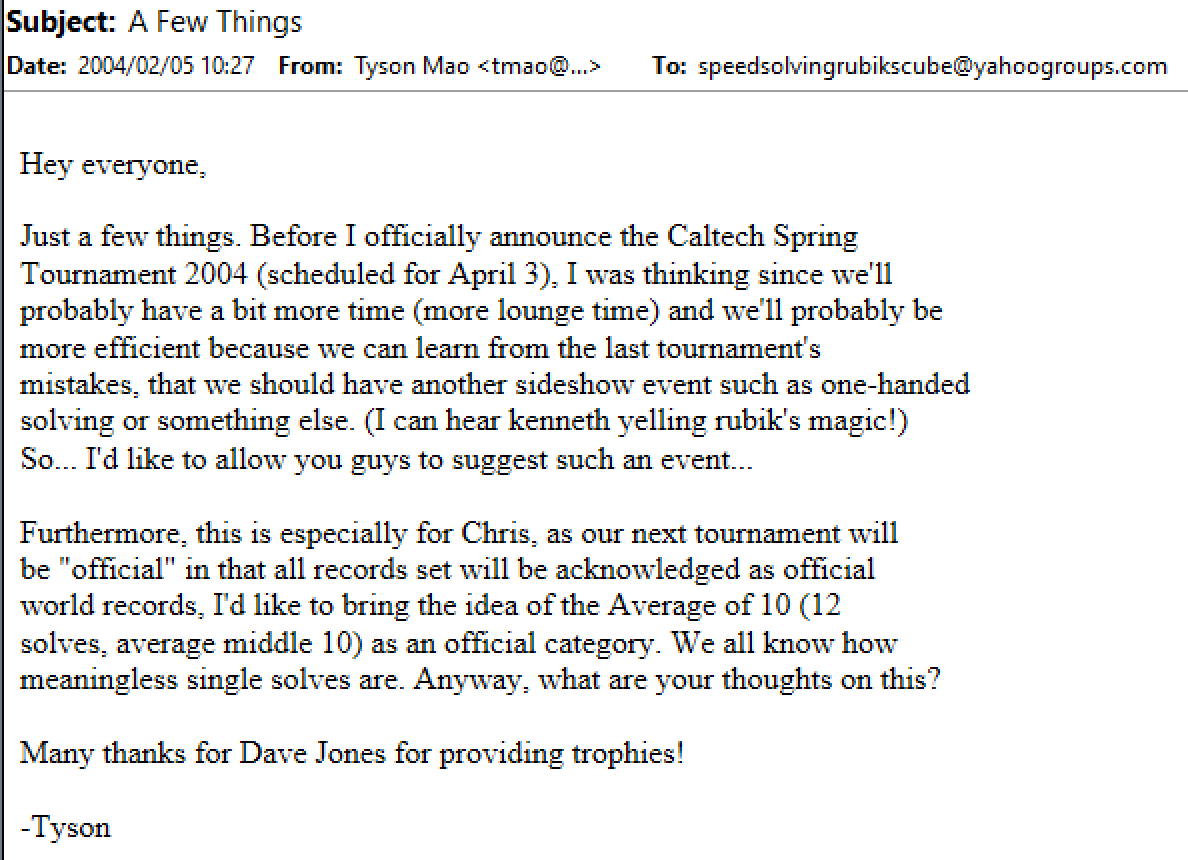 Subject: A Few Things
Date: 2004/02/05 10:27 From: Tyson Mao <tmao@...> To: speedsolvingrubikscube@yahoogroups.com
Hey everyone,
Just a few things. Before I officially announce the Caltech Spring
Tournament 2004 (scheduled for April 3), I was thinking since we'll
probably have a bit more time (more lounge time) and we'll probably be
more efficient because we can learn from the last tournament's
mistakes, that we should have another sideshow event such as one-handed
solving or something else. (I can hear kenneth yelling rubik's magic!)
So... I'd like to allow you guys to suggest such an event...
Furthermore, this is especially for Chris, as our next tournament will
be "official" in that all records set will be acknowledged as official
world records, I'd like to bring the idea of the Average of 10 (12
solves, average middle 10) as an official category. We all know how
meaningless single solves are. Anyway, what are your thoughts on this?
Many thanks for Dave Jones for providing trophies!
-Tyson